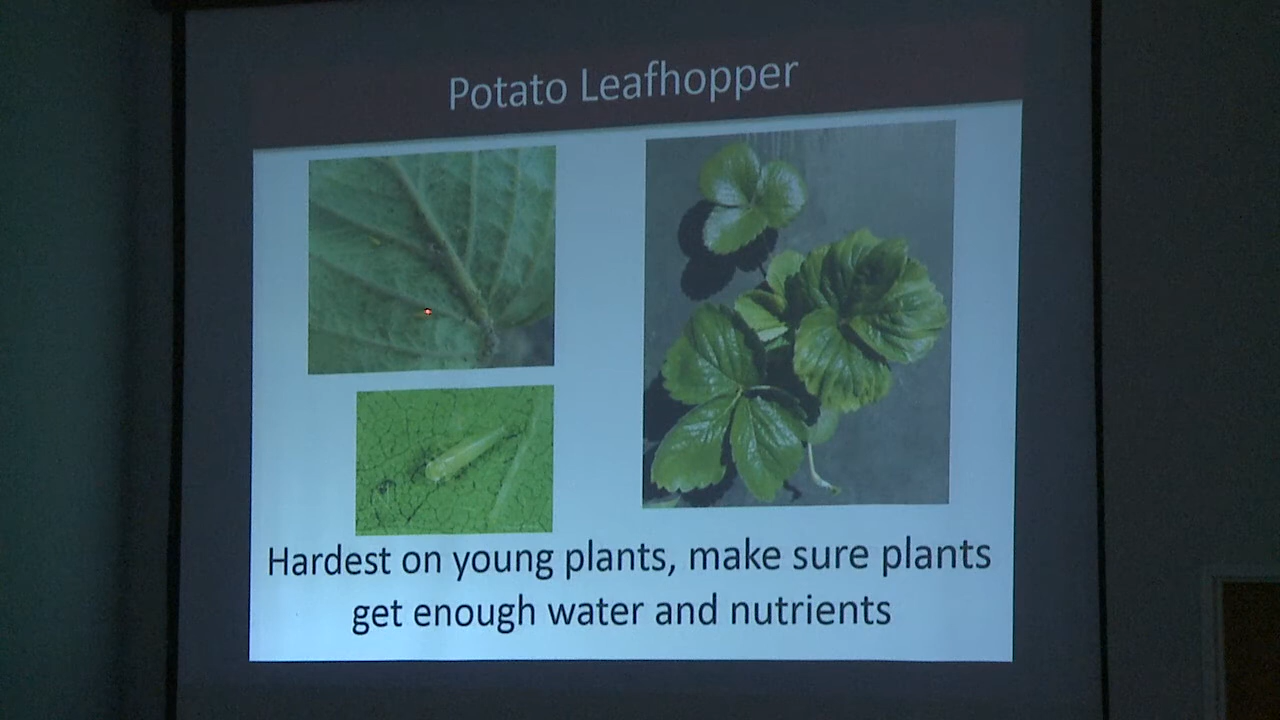 Potato Leafhopper
Hardest on young plants, make sure plants
get enough water and nutrients